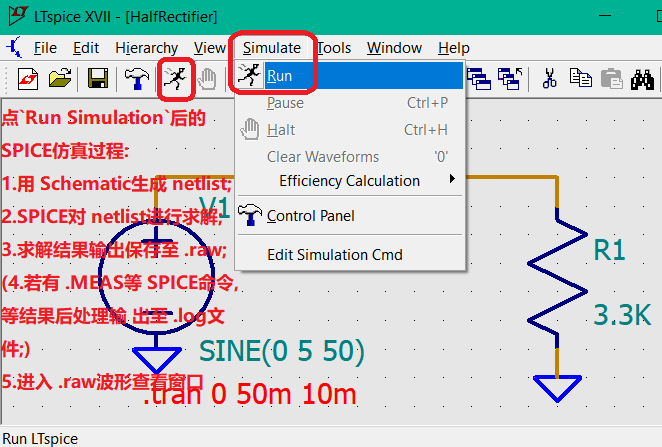 LTspice XVII - [HalfRectifier]
File Edit Hierarchy View Simulate Tools Window Help
Run
Pause Ctrl+P
Halt Ctrl+H
Clear Waveforms '0'
Efficiency Calculation
Control Panel
Edit Simulation Cmd
点`Run Simulation`后的
SPICE仿真过程:
1.用 Schematic生成 netlist;
2.SPICE对 netlist进行求解;
3.求解结果输出保存至 .raw;
(4.若有 .MEAS等 SPICE命令,
等结果后处理输 出至 .log文
件;)
5.进入 .raw波形查看窗口
V1
R1
3.3K
SINE(0 5 50)
.tran 0 50m 10m
Run LTspice